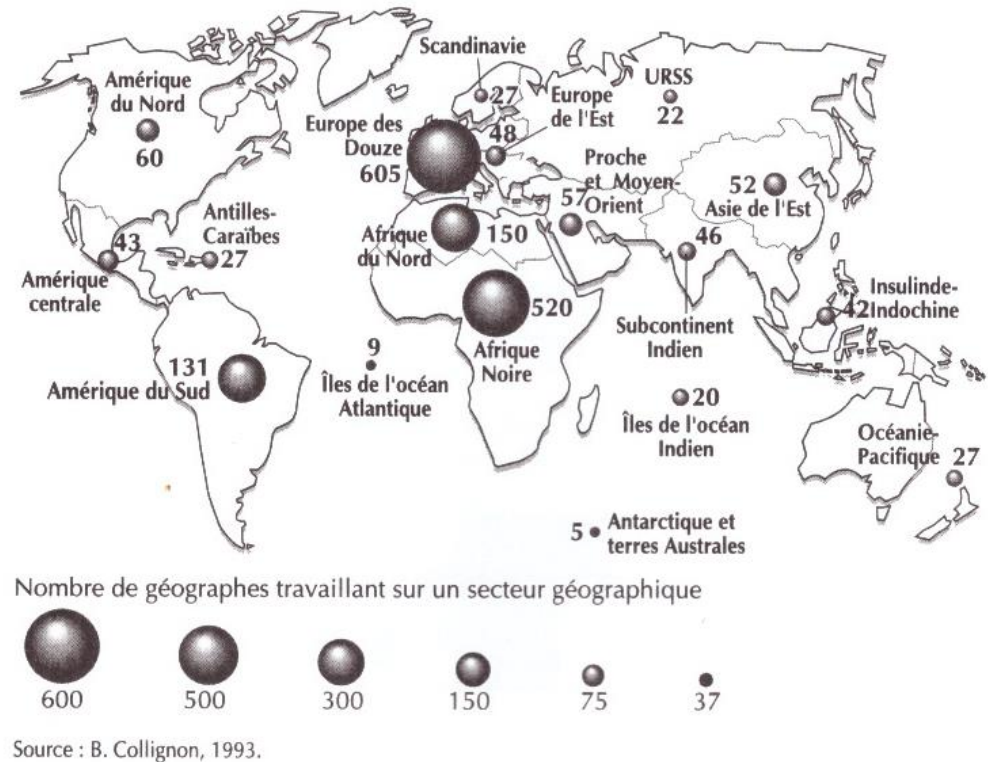 Amérique
du Nord
60
Scandinavie
27
URSS
22
Europe des
Douze
605
48
Europe
de l'Est
Proche
et Moyen-
Orient
57
52
Asie de l'Est
Antilles-
Caraïbes
27
43
Amérique
centrale
Afrique
du Nord
150
46
Subcontinent
Indien
Insulinde-
Indochine
42
520
Afrique
Noire
131
Amérique du Sud
9
Îles de l'océan
Atlantique
20
Îles de l'océan
Indien
Océanie-
Pacifique
27
5
Antarctique et
terres Australes
Nombre de géographes travaillant sur un secteur géographique
600 500 300 150 75 37
Source : B. Collignon, 1993.